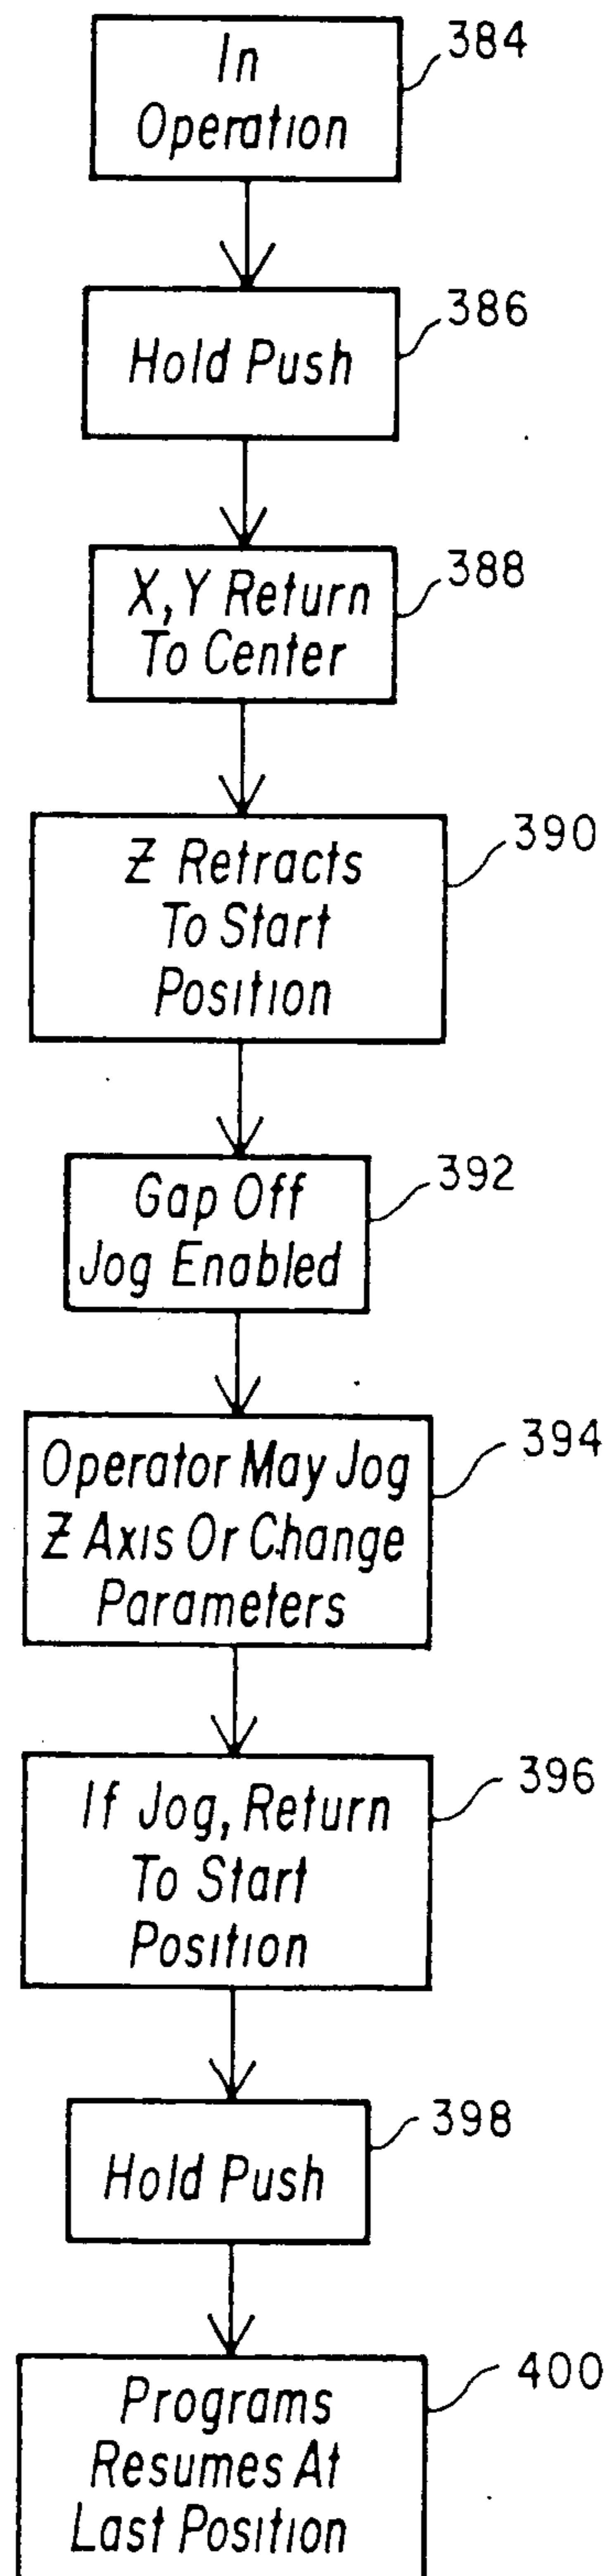 In
Operation
384
Hold Push
386
X, Y Return
To Center
388
Z Retracts
To Start
Position
390
Gap Off
Jog Enabled
392
Operator May Jog
Z Axis Or Change
Parameters
394
If Jog, Return
To Start
Position
396
Hold Push
398
Programs
Resumes At
Last Position
400